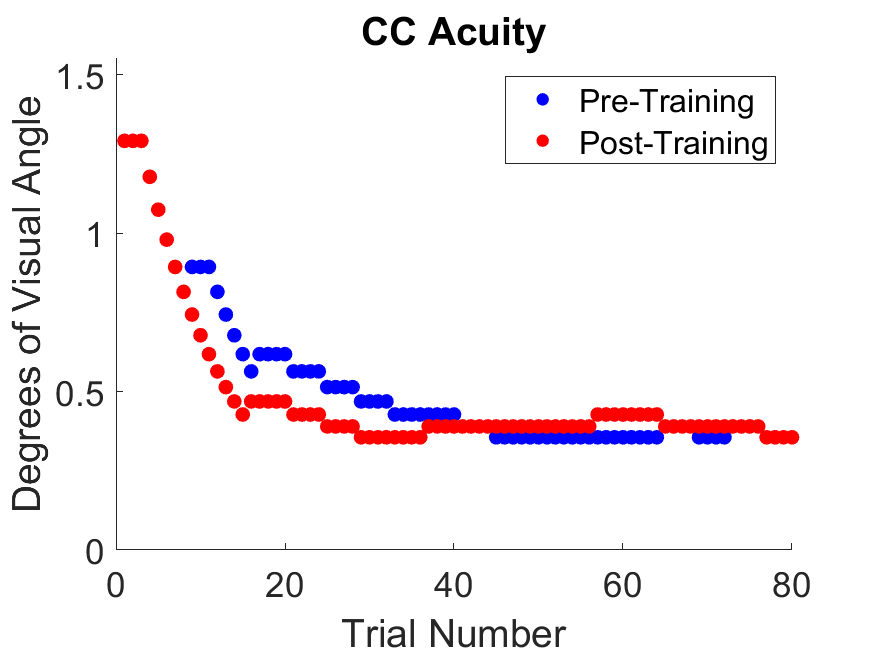 CC Acuity
Pre-Training
Post-Training
Degrees of Visual Angle
1.5
1
0.5
0
0 20 40 60 80
Trial Number